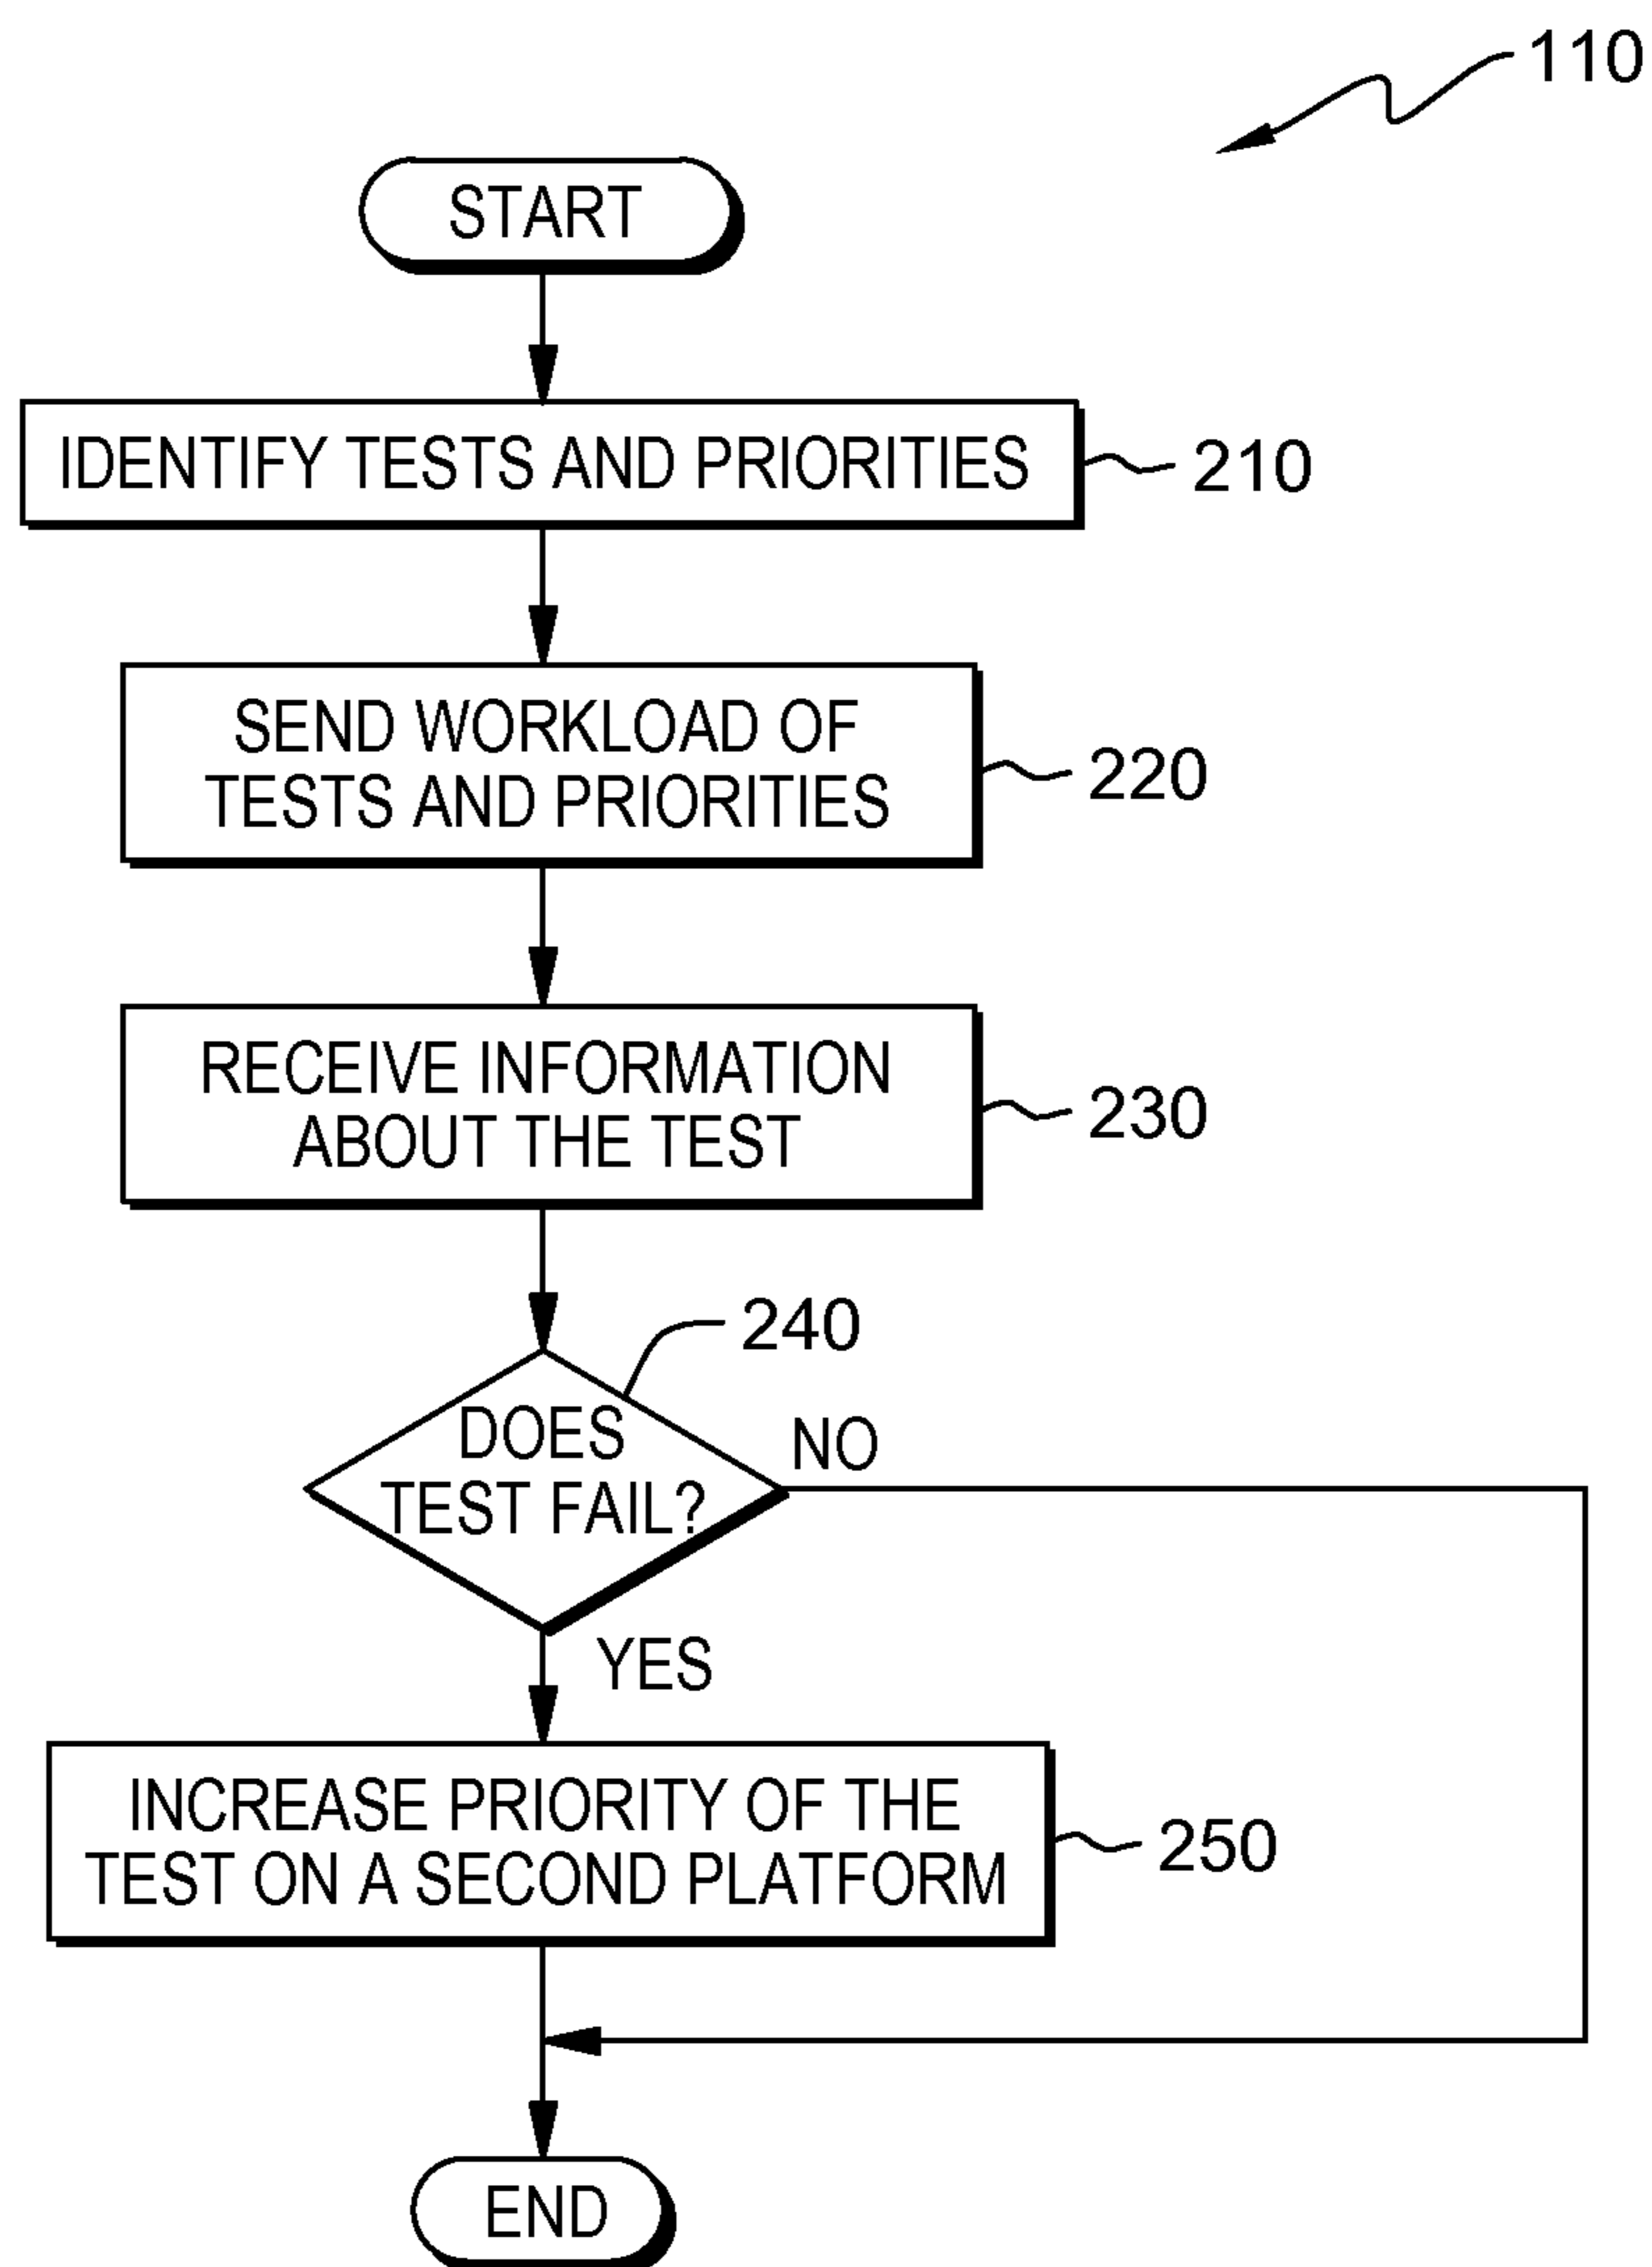 110
START
IDENTIFY TESTS AND PRIORITIES
210
SEND WORKLOAD OF
TESTS AND PRIORITIES
220
RECEIVE INFORMATION
ABOUT THE TEST
230
240
DOES
TEST FAIL?
NO
YES
INCREASE PRIORITY OF THE
TEST ON A SECOND PLATFORM
250
END